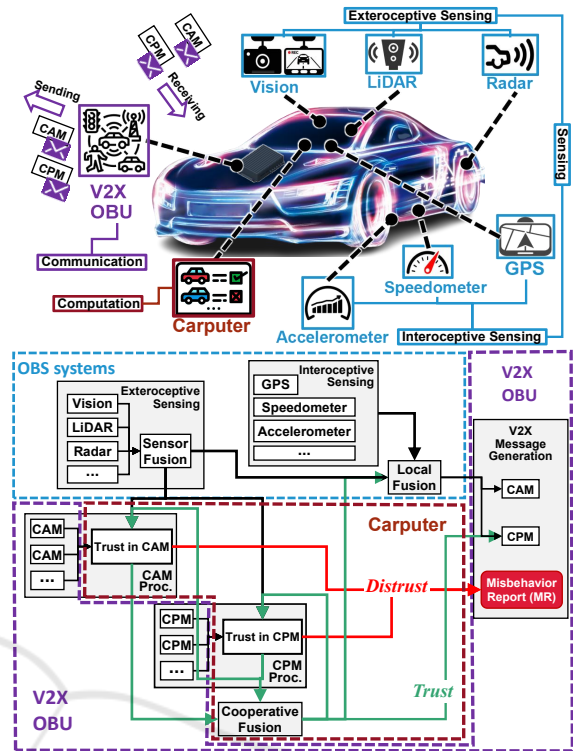 Exteroceptive Sensing
CPM
CAM
Sending
Receiving
CAM
CPM
V2X
OBU
Communication
Computation
Vision
REC
LiDAR
Radar
Sensing
Carputer
Accelerometer
Speedometer
GPS
Interoceptive Sensing
OBS systems
Exteroceptive
Sensing
Vision
LiDAR
Radar
...
Sensor
Fusion
Interoceptive
Sensing
GPS
Speedometer
Accelerometer
...
Local
Fusion
V2X
OBU
V2X
Message
Generation
CAM
CPM
Misbehavior
Report (MR)
Carputer
CAM
CAM
...
Trust in CAM
CAM
Proc.
Distrust
CPM
CPM
...
Trust in CPM
CPM
Proc.
Trust
Cooperative
Fusion
V2X
OBU